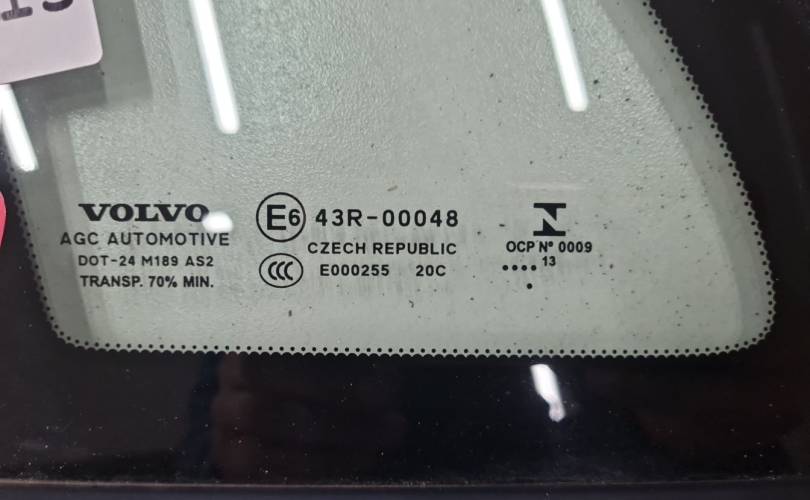 VOLVO
AGC AUTOMOTIVE
DOT-24 M189 AS2
TRANSP. 70% MIN.
E6 43R-00048
CZECH REPUBLIC
CCC E000255 20C
N
OCP Nº 0009
•••• 13
•